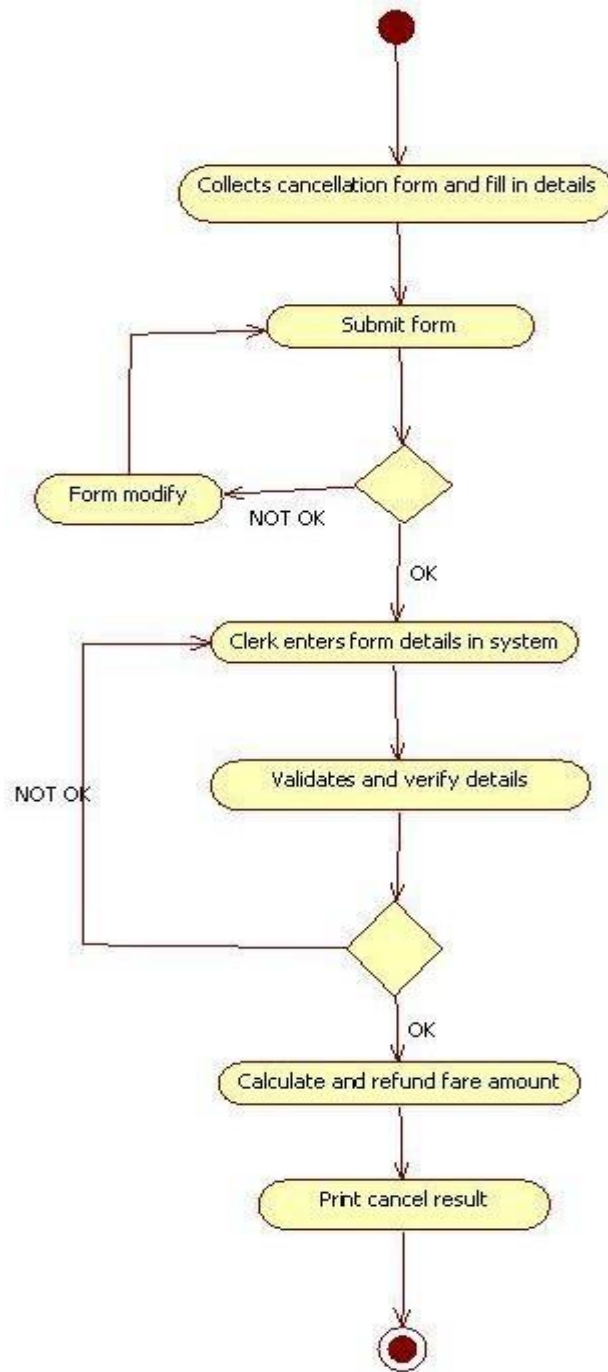 Collects cancellation form and fill in details
Submit form
Form modify
NOT OK
OK
Clerk enters form details in system
Validates and verify details
NOT OK
OK
Calculate and refund fare amount
Print cancel result